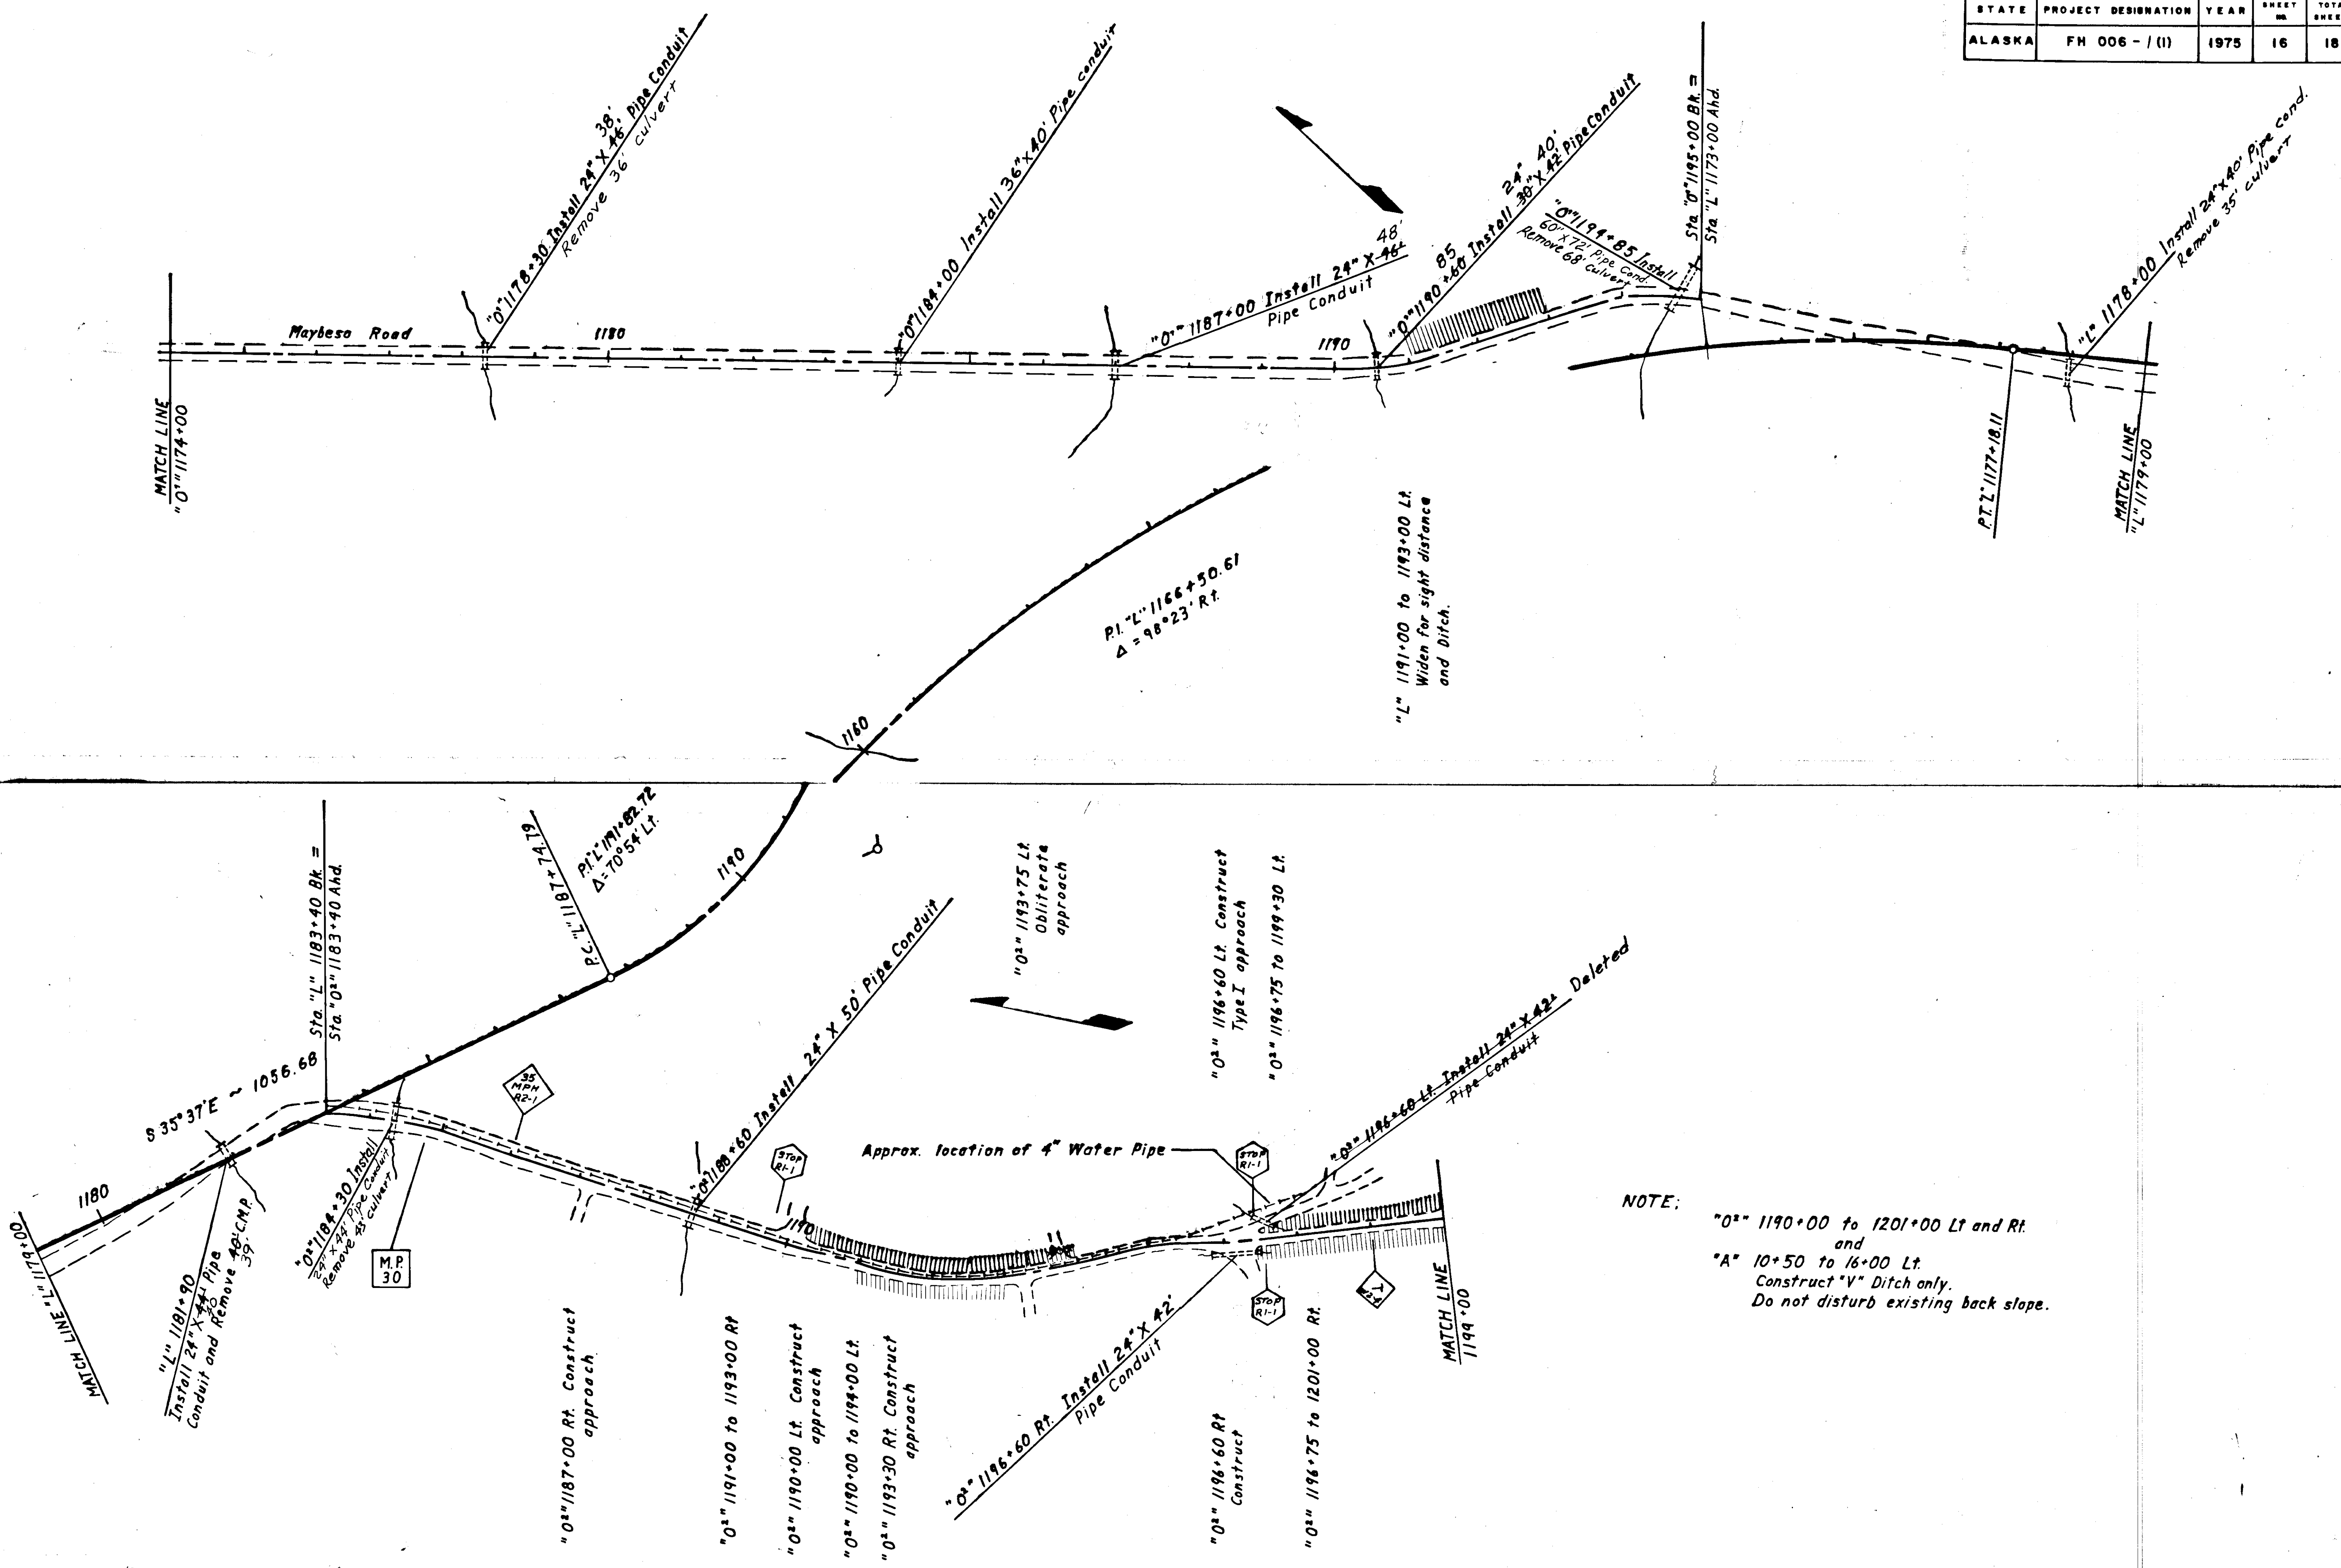 STATE PROJECT DESIGNATION YEAR SHEET NO.
ALASKA FH 006 - 1 (1) 1975 16 18
38'
"O¹" 1178+30 Install 24" X 46' Pipe Conduit
Remove 36' culvert
"O¹" 1184+00 Install 36" X 40' Pipe conduit
48'
"O¹" 1187+00 Install 24" X 46'
Pipe Conduit
24" 40'
85
"O¹" 1190+60 Install 30" X 42' Pipe Conduit
"O¹" 1194+85 Install
60" X 72' Pipe Cond.
Remove 68' Culvert
Sta. "O¹" 1195+00 Bk. =
Sta. "L" 1173+00 Ahd.
"L" 1178+00 Install 24" X 40' Pipe Cond.
Remove 35' culvert
Maybeso Road
1180
1190
MATCH LINE
"O¹" 1174+00
P.T. "L" 1177+18.11
MATCH LINE
"L" 1179+00
P.I. "L" 1166+50.61
Δ = 98°23' Rt.
"L" 1191+00 to 1193+00 Lt.
Widen for sight distance
and Ditch.
1160
Sta. "L" 1183+40 Bk. =
Sta. "O²" 1183+40 Ahd.
P.C. "L" 1187+74.79
P.I. "L" 1191+82.72
Δ = 70°54' Lt.
1190
"O²" 1193+75 Lt.
Obliterate
approach
"O²" 1196+60 Lt. Construct
Type I approach
"O²" 1196+75 to 1199+30 Lt.
S 35°37'E ~ 1056.68
35
MPH
R2-1
"O²" 1188+60 Install 24" X 50' Pipe Conduit
Approx. location of 4" Water Pipe
STOP
R1-1
STOP
R1-1
"O²" 1196+60 Lt. Install 24" X 42' Deleted
Pipe Conduit
1180
MATCH LINE "L" 1179+00
"L" 1181+90
Install 24" X 44' Pipe
40
Conduit and Remove 40' C.M.P.
39'
"O²" 1184+30 Install
24" X 44' Pipe Conduit
Remove 43' culvert
M.P.
30
1190
STOP
R1-1
MATCH LINE
1199+00
NOTE:
"O²" 1190+00 to 1201+00 Lt and Rt.
and
"A" 10+50 to 16+00 Lt.
Construct "V" Ditch only.
Do not disturb existing back slope.
"O²" 1187+00 Rt. Construct
approach
"O²" 1191+00 to 1193+00 Rt
"O²" 1190+00 Lt. Construct
approach
"O²" 1190+00 to 1194+00 Lt.
"O²" 1193+30 Rt. Construct
approach
"O²" 1196+60 Rt. Install 24" X 42'
Pipe Conduit
"O²" 1196+60 Rt
Construct
"O²" 1196+75 to 1201+00 Rt.